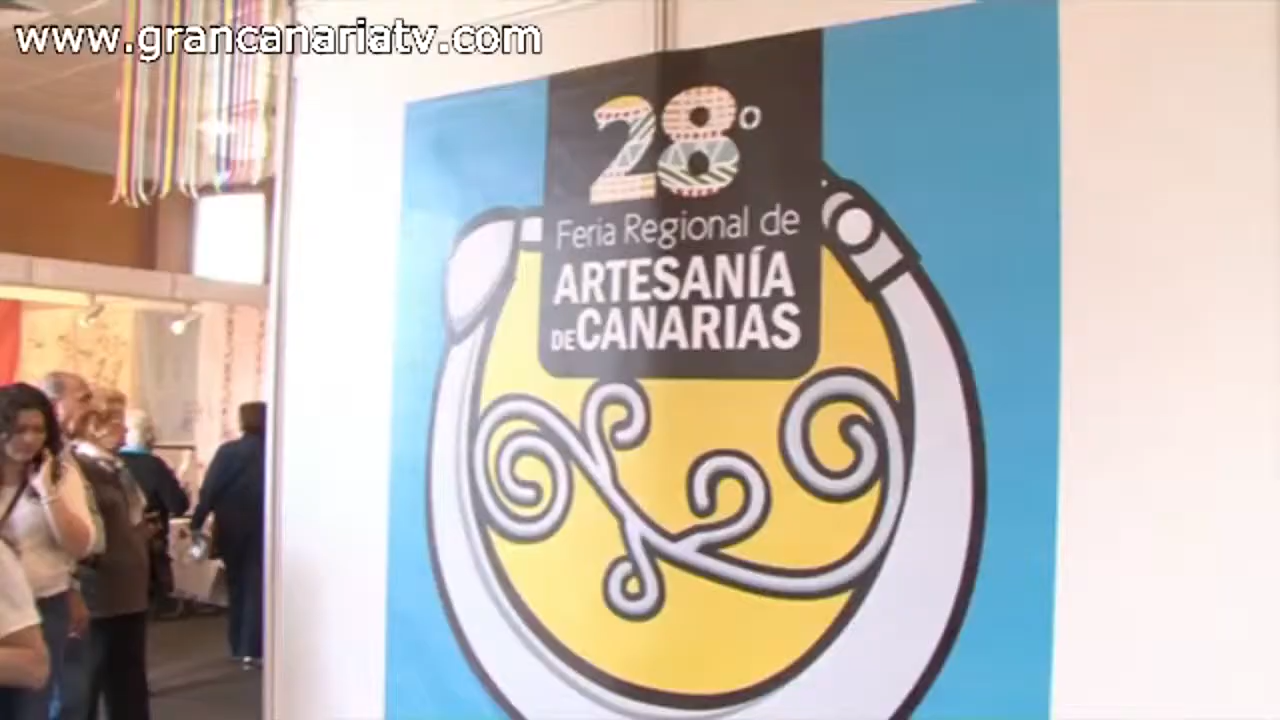 www.grancanariatv.com
28º
Feria Regional de
ARTESANÍA
DE CANARIAS